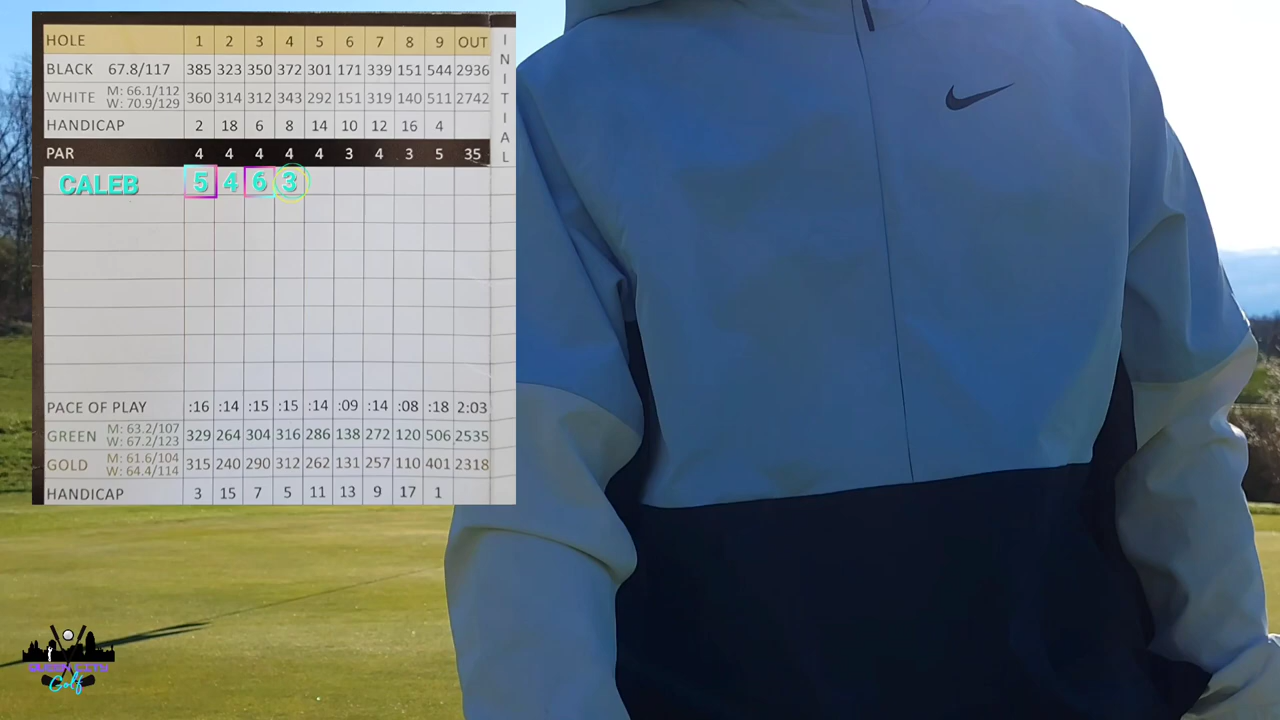 HOLE 1 2 3 4 5 6 7 8 9 OUT
BLACK 67.8/117 385 323 350 372 301 171 339 151 544 2936
WHITE M: 66.1/112 W: 70.9/129 360 314 312 343 292 151 319 140 511 2742
HANDICAP 2 18 6 8 14 10 12 16 4
PAR 4 4 4 4 4 3 4 3 5 35
CALEB 5 4 6 3
PACE OF PLAY :16 :14 :15 :15 :14 :09 :14 :08 :18 2:03
GREEN M: 63.2/107 W: 67.2/123 329 264 304 316 286 138 272 120 506 2535
GOLD M: 61.6/104 W: 64.4/114 315 240 290 312 262 131 257 110 401 2318
HANDICAP 3 15 7 5 11 13 9 17 1
INITIAL
QUEEN CITY
Golf